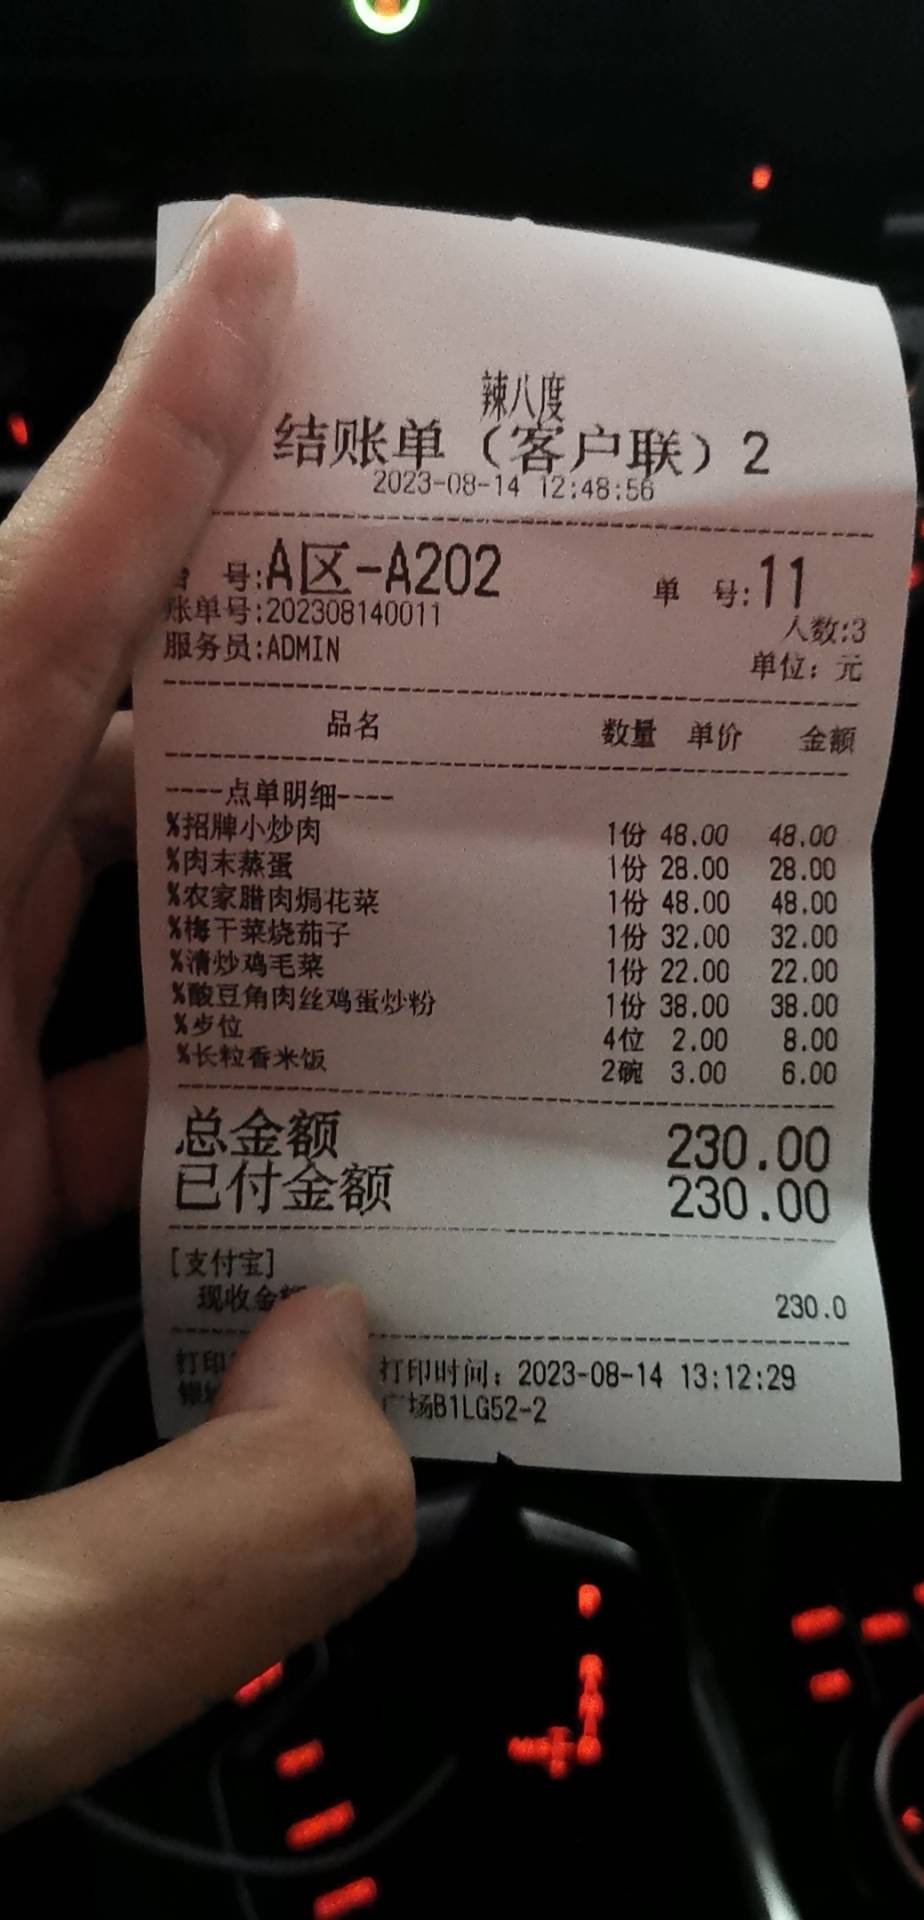 辣八度
结账单（客户联）2
2023-08-14 12:48:56
号:A区-A202 单 号:11
账单号:202308140011 人数:3
服务员:ADMIN 单位：元
品名 数量 单价 金额
----点单明细----
%招牌小炒肉 1份 48.00 48.00
%肉末蒸蛋 1份 28.00 28.00
%农家腊肉焗花菜 1份 48.00 48.00
%梅干菜烧茄子 1份 32.00 32.00
%清炒鸡毛菜 1份 22.00 22.00
%酸豆角肉丝鸡蛋炒粉 1份 38.00 38.00
%步位 4位 2.00 8.00
%长粒香米饭 2碗 3.00 6.00
总金额 230.00
已付金额 230.00
[支付宝]
现收金额 230.0
打印 打印时间：2023-08-14 13:12:29
广场B1LG52-2